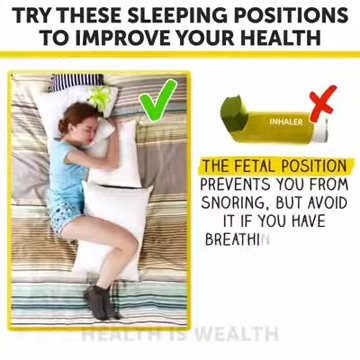 TRY THESE SLEEPING POSITIONS
TO IMPROVE YOUR HEALTH
INHALER
THE FETAL POSITION
PREVENTS YOU FROM
SNORING, BUT AVOID
IT IF YOU HAVE
BREATHIN
HEALTH IS WEALTH